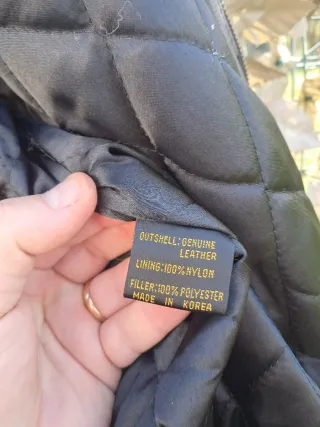 OUTSHELL:GENUINE
LEATHER
LINING:100%NYLON
FILLER:100%POLYESTER
MADE IN KOREA